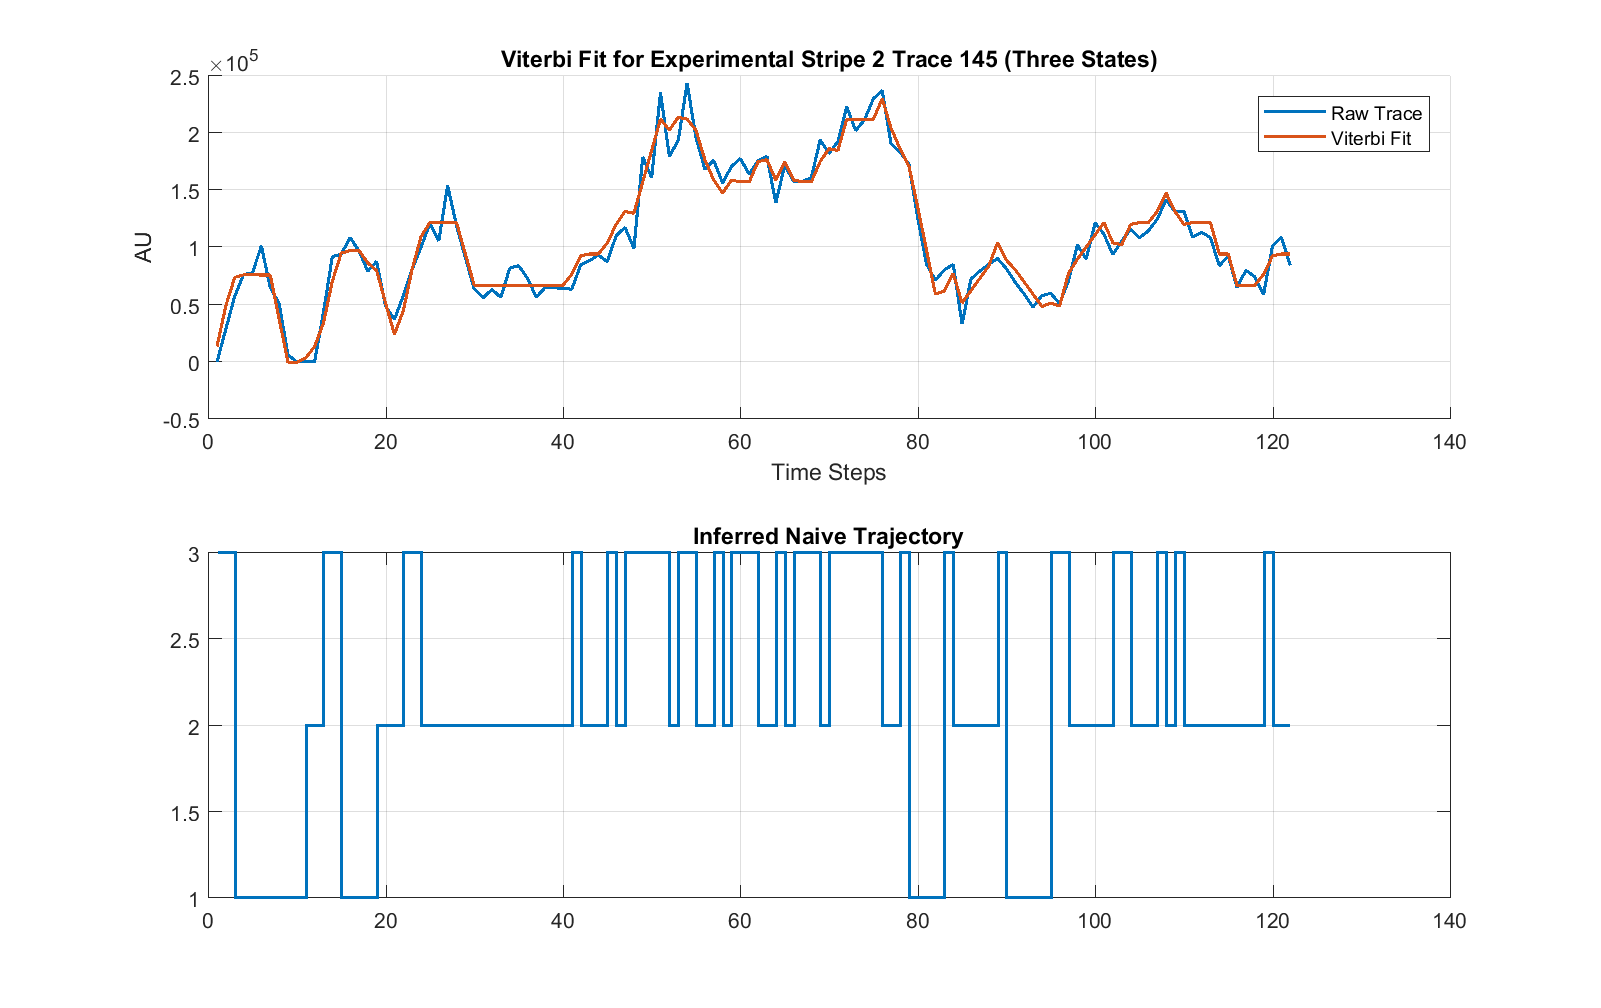 Viterbi Fit for Experimental Stripe 2 Trace 145 (Three States)
×10⁵
2.5
2
1.5
1
0.5
0
-0.5
AU
Raw Trace
Viterbi Fit
0 20 40 60 80 100 120 140
Time Steps
Inferred Naive Trajectory
3
2.5
2
1.5
1
0 20 40 60 80 100 120 140